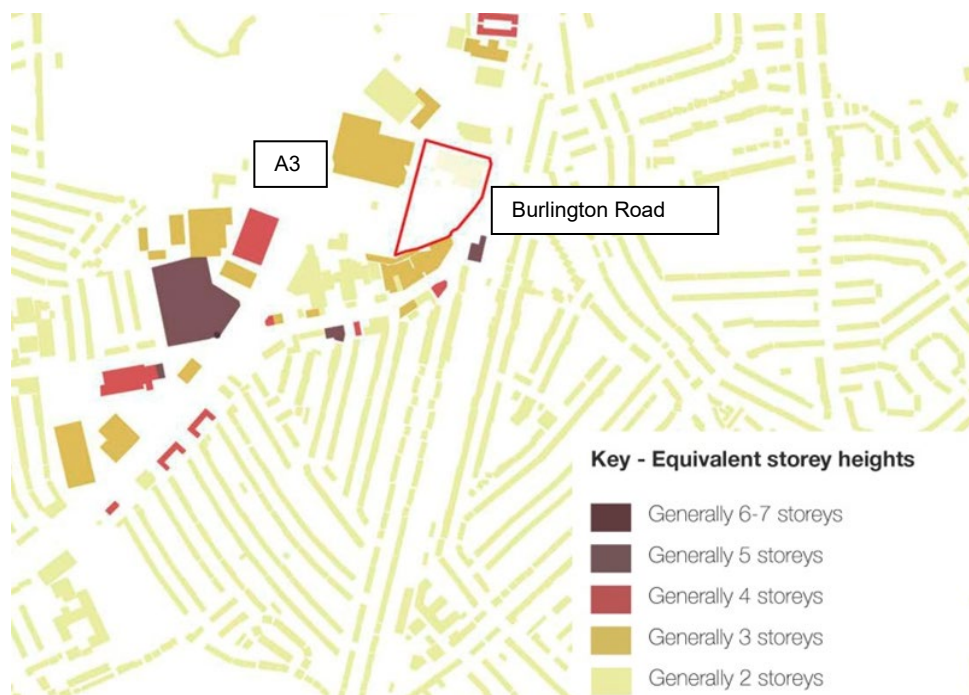 A3
Burlington Road
Key - Equivalent storey heights
Generally 6-7 storeys
Generally 5 storeys
Generally 4 storeys
Generally 3 storeys
Generally 2 storeys